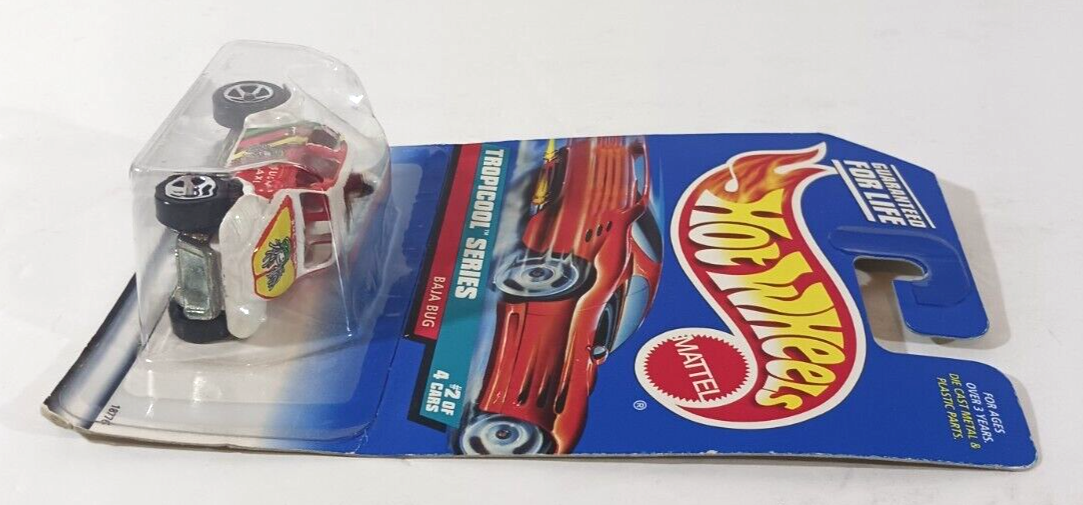 GUARANTEED
FOR LIFE
Hot Wheels
MATTEL
®
FOR AGES
OVER 3 YEARS.
DIE CAST METAL &
PLASTIC PARTS.
TROPICOOL™ SERIES
BAJA BUG
#2 OF
4 CARS